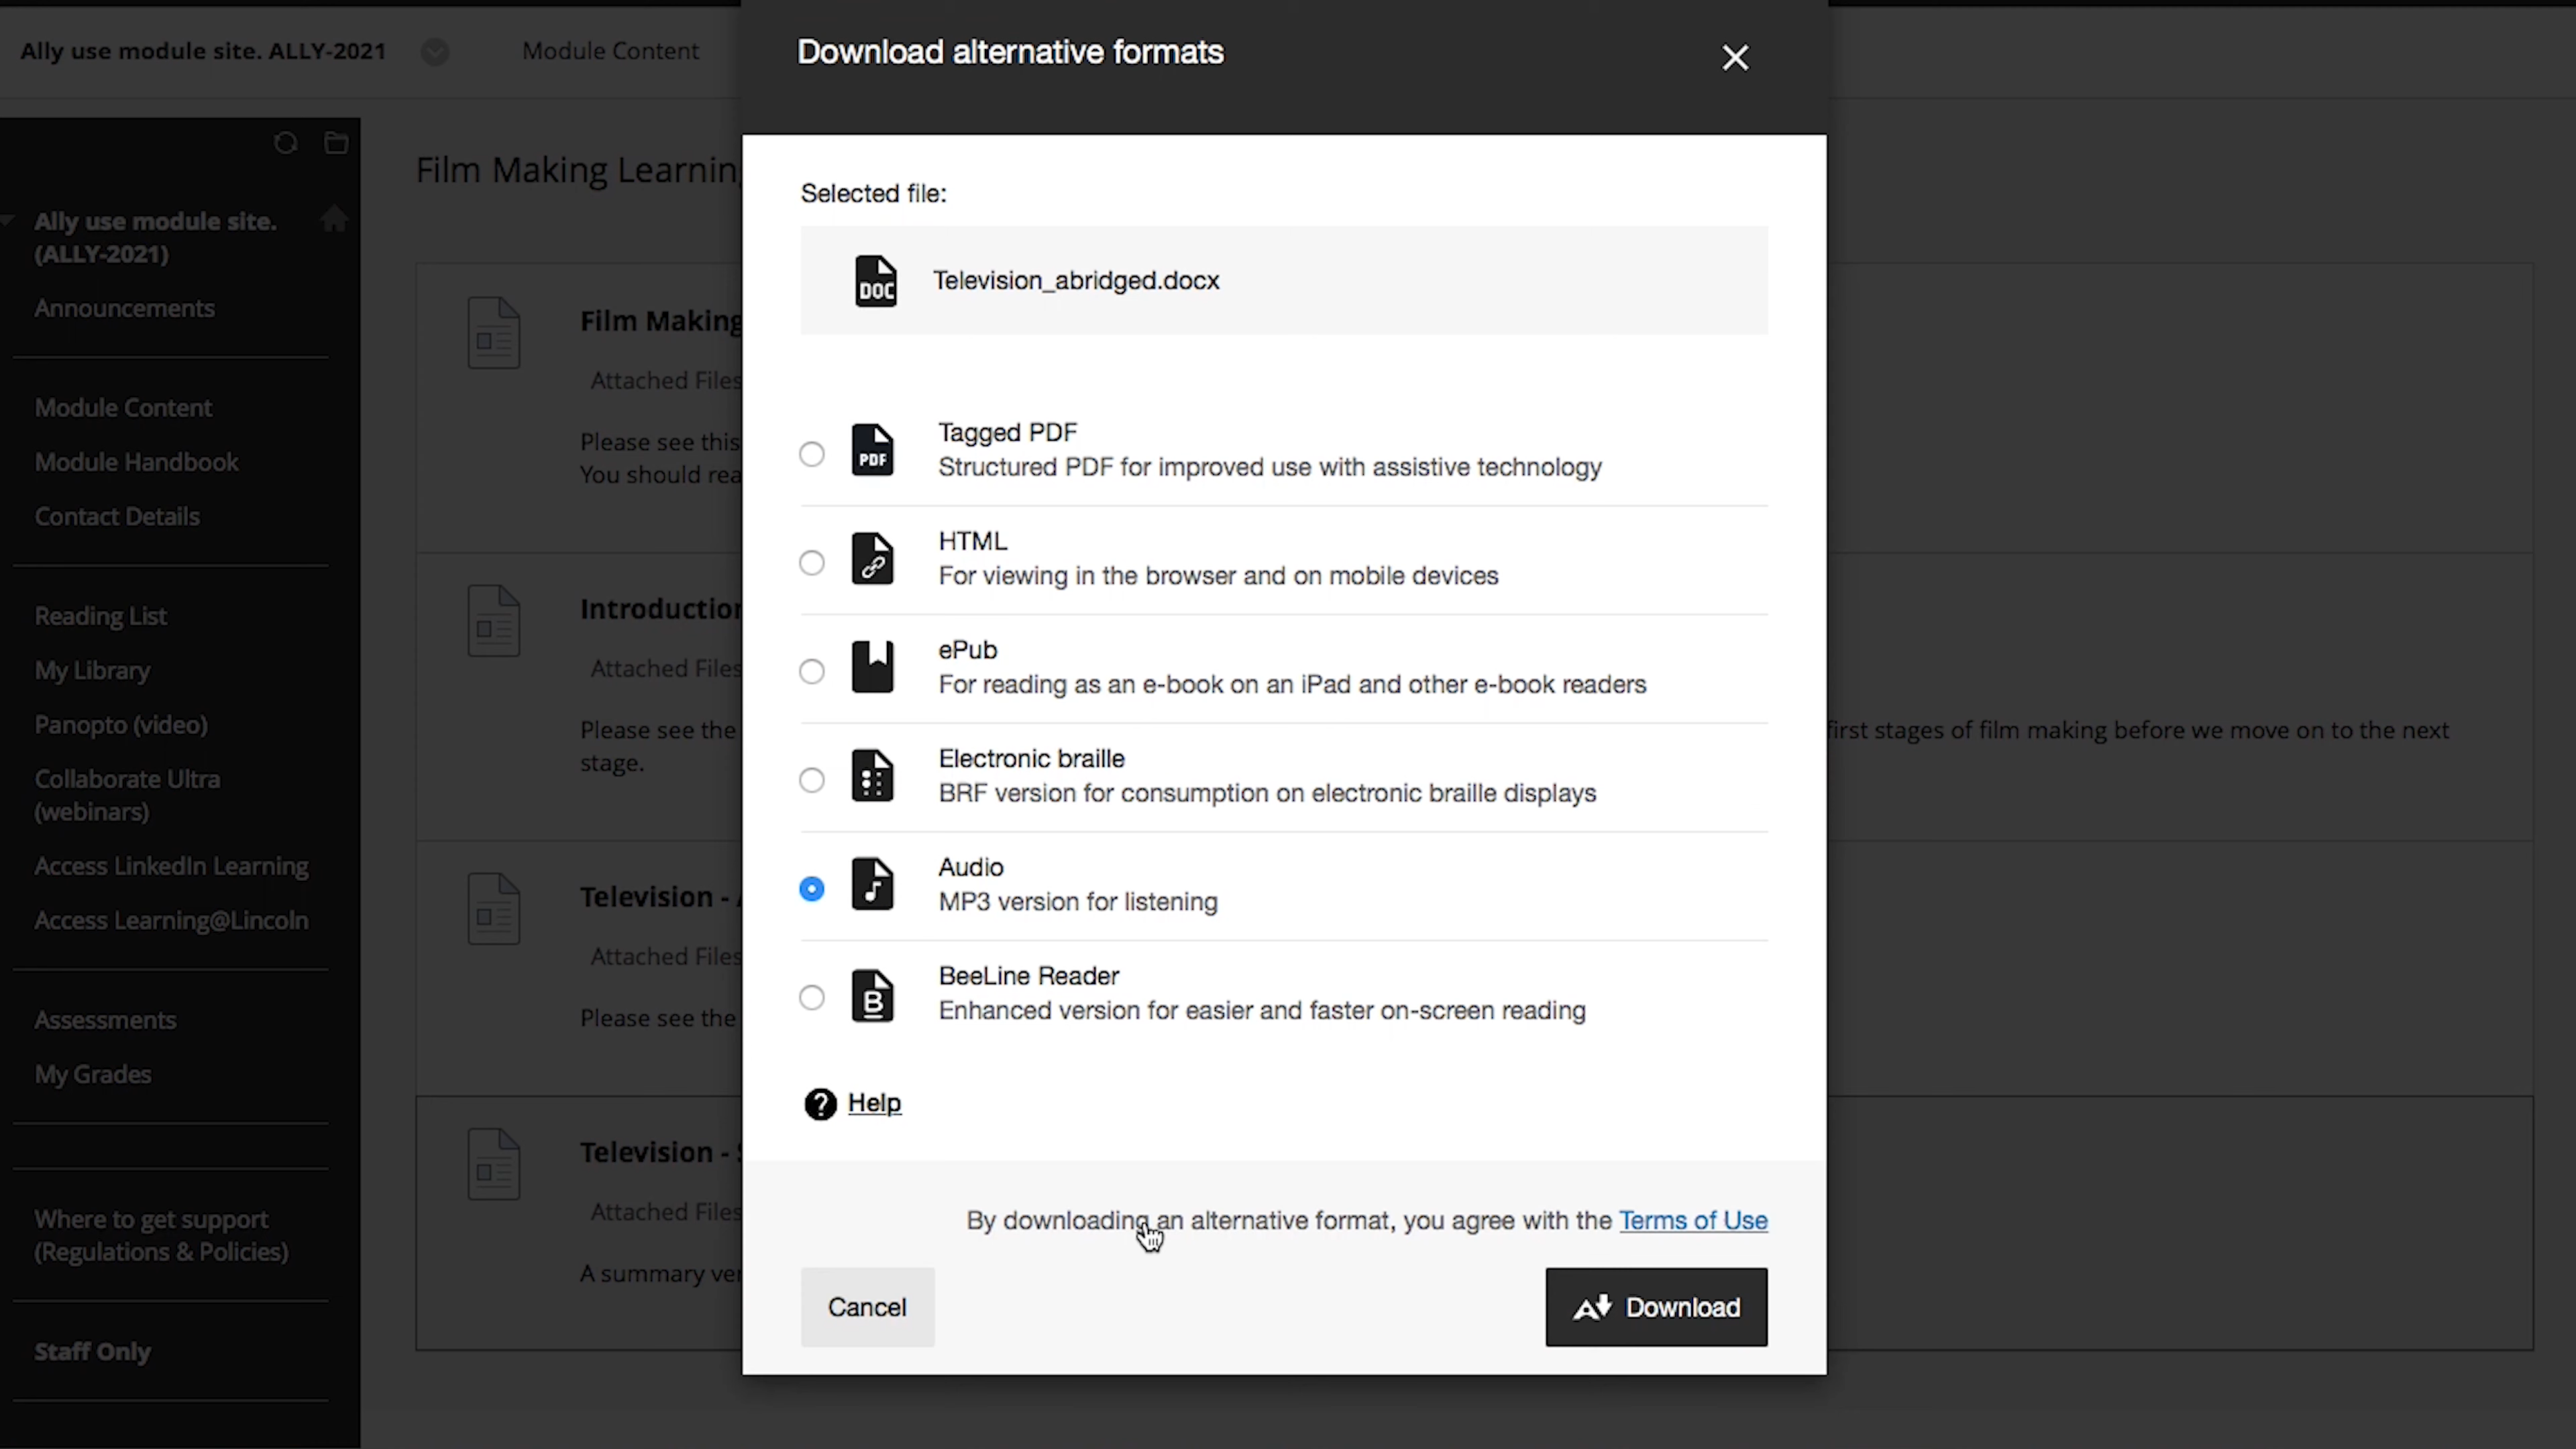 Ally use module site. ALLY-2021
Module Content
Download alternative formats
Ally use module site.
(ALLY-2021)
Announcements
Module Content
Module Handbook
Contact Details
Reading List
My Library
Panopto (video)
Collaborate Ultra
(webinars)
Access LinkedIn Learning
Access Learning@Lincoln
Assessments
My Grades
Where to get support
(Regulations & Policies)
Staff Only
Film Making
Film Making
Attached Files
Please see this
You should
Attached Files
Please see the
first stages of film making before we move on to the next
stage.
Television -
Attached Files
Please see the
Television -
Attached Files
A summary
Selected file:
DOC
Television_abridged.docx
PDF
Tagged PDF
Structured PDF for improved use with assistive technology
HTML
For viewing in the browser and on mobile devices
ePub
For reading as an e-book on an iPad and other e-book readers
Electronic braille
BRF version for consumption on electronic braille displays
Audio
MP3 version for listening
B
BeeLine Reader
Enhanced version for easier and faster on-screen reading
? Help
By downloading an alternative format, you agree with the Terms of Use
Cancel
Download